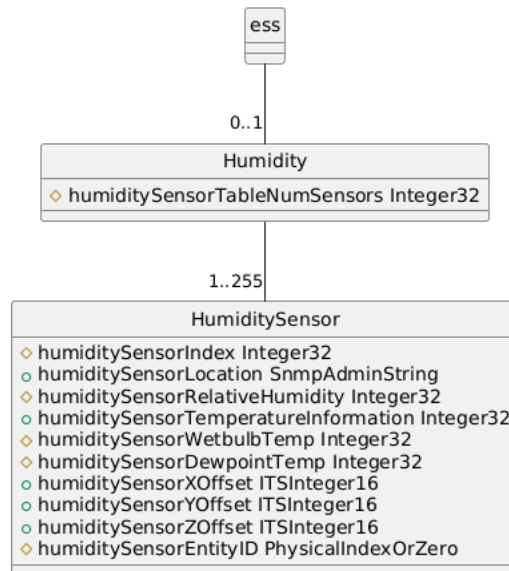 ess
0..1
Humidity
humiditySensorTableNumSensors Integer32
1..255
HumiditySensor
humiditySensorIndex Integer32
humiditySensorLocation SnmpAdminString
humiditySensorRelativeHumidity Integer32
humiditySensorTemperatureInformation Integer32
humiditySensorWetbulbTemp Integer32
humiditySensorDewpointTemp Integer32
humiditySensorXOffset ITSInteger16
humiditySensorYOffset ITSInteger16
humiditySensorZOffset ITSInteger16
humiditySensorEntityID PhysicalIndexOrZero